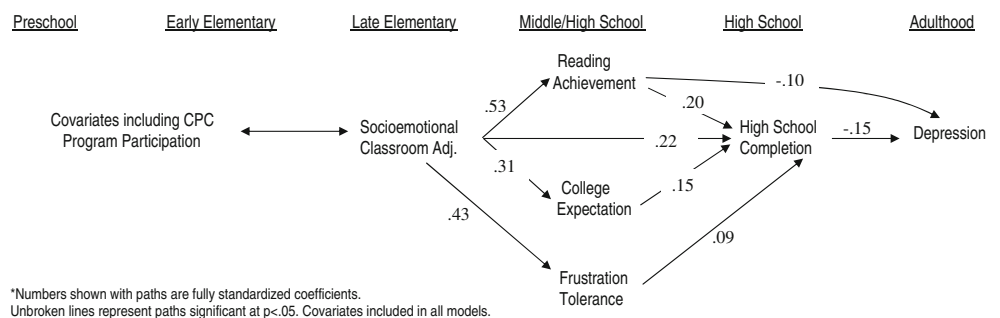 Preschool Early Elementary Late Elementary Middle/High School High School Adulthood
Reading
Achievement
-.10
.53
.20
Covariates including CPC
Program Participation
Socioemotional
Classroom Adj.
.22
High School
Completion
-.15
Depression
.31
College
Expectation
.15
.43
.09
Frustration
Tolerance
*Numbers shown with paths are fully standardized coefficients.
Unbroken lines represent paths significant at p<.05. Covariates included in all models.